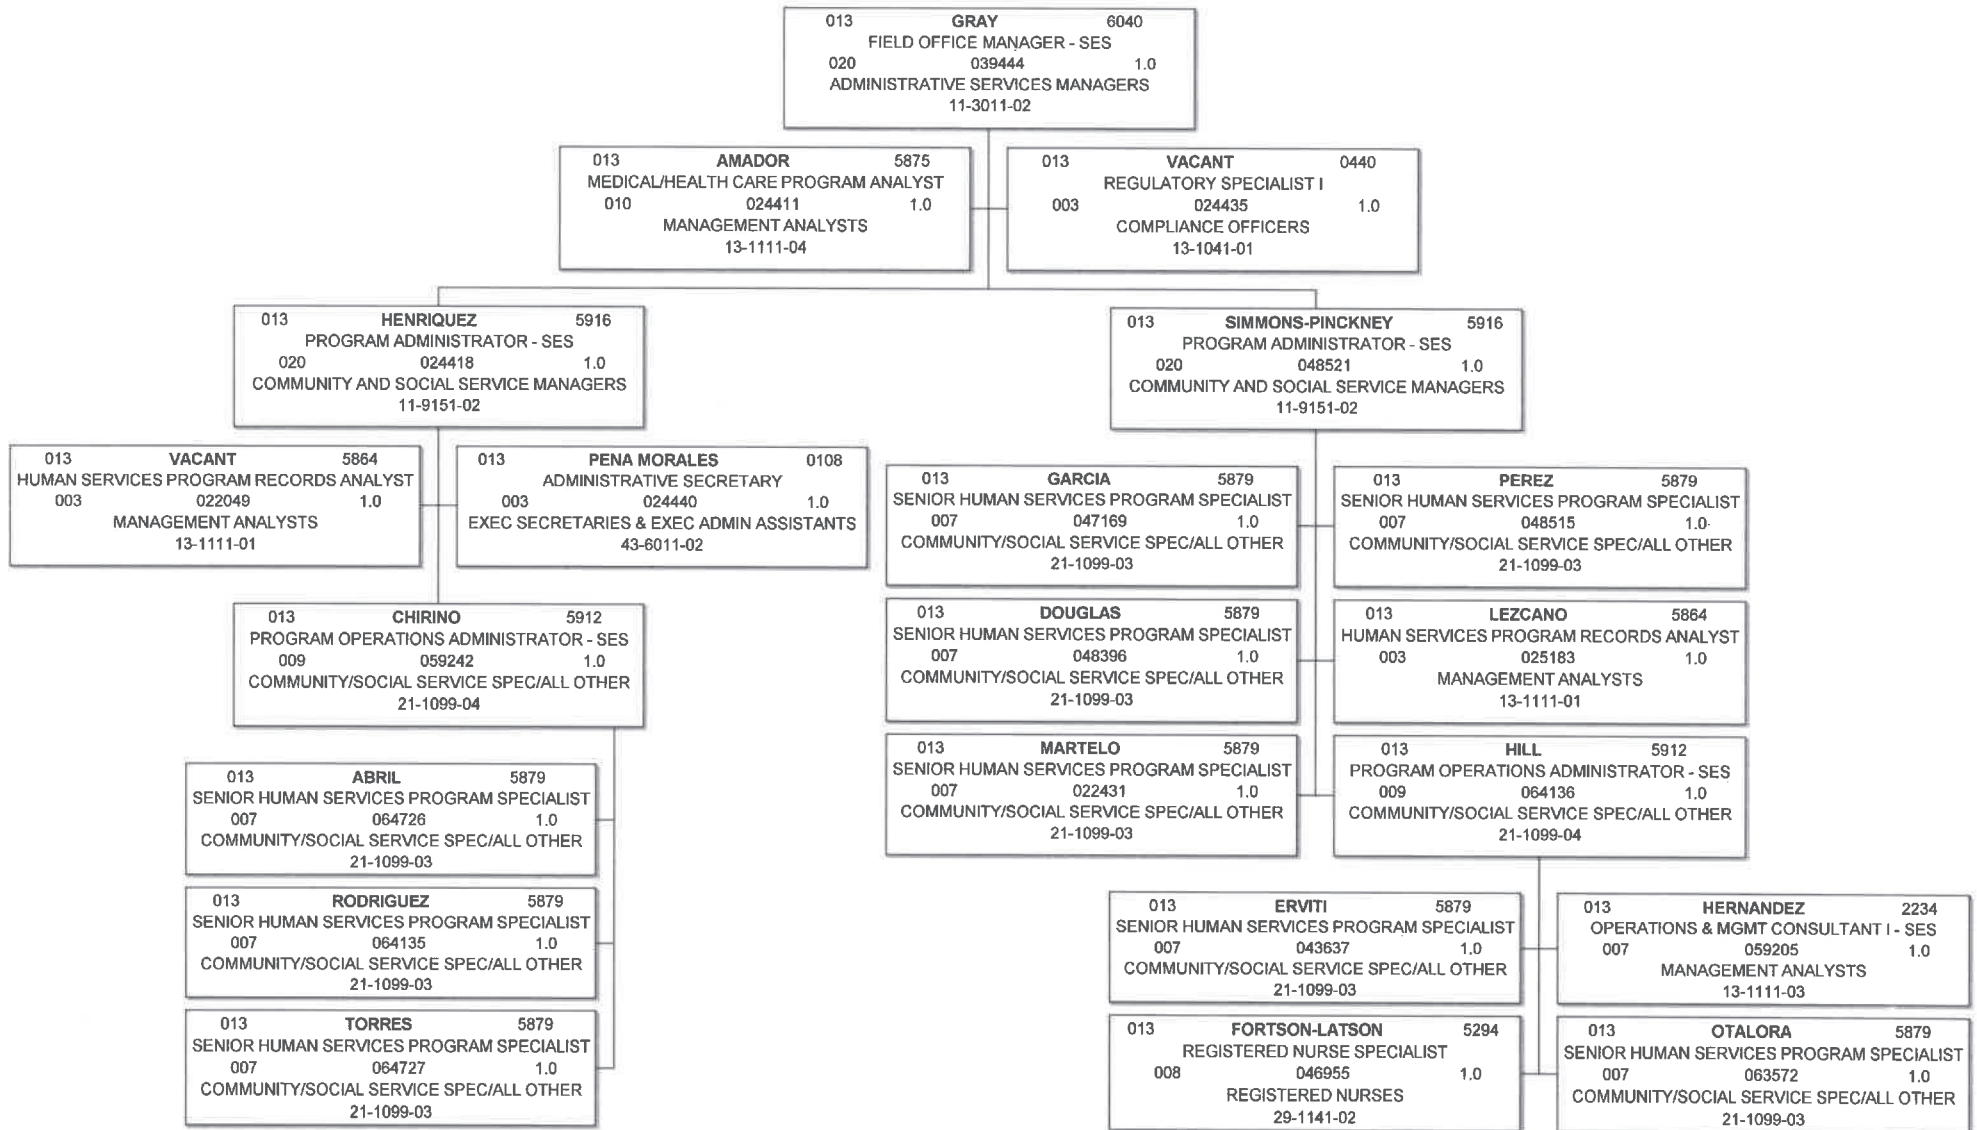 013 GRAY 6040
FIELD OFFICE MANAGER - SES
020 039444 1.0
ADMINISTRATIVE SERVICES MANAGERS
11-3011-02
013 AMADOR 5875
MEDICAL/HEALTH CARE PROGRAM ANALYST
010 024411 1.0
MANAGEMENT ANALYSTS
13-1111-04
013 VACANT 0440
REGULATORY SPECIALIST I
003 024435 1.0
COMPLIANCE OFFICERS
13-1041-01
013 HENRIQUEZ 5916
PROGRAM ADMINISTRATOR - SES
020 024418 1.0
COMMUNITY AND SOCIAL SERVICE MANAGERS
11-9151-02
013 SIMMONS-PINCKNEY 5916
PROGRAM ADMINISTRATOR - SES
020 048521 1.0
COMMUNITY AND SOCIAL SERVICE MANAGERS
11-9151-02
013 VACANT 5864
HUMAN SERVICES PROGRAM RECORDS ANALYST
003 022049 1.0
MANAGEMENT ANALYSTS
13-1111-01
013 PENA MORALES 0108
ADMINISTRATIVE SECRETARY
003 024440 1.0
EXEC SECRETARIES & EXEC ADMIN ASSISTANTS
43-6011-02
013 GARCIA 5879
SENIOR HUMAN SERVICES PROGRAM SPECIALIST
007 047169 1.0
COMMUNITY/SOCIAL SERVICE SPEC/ALL OTHER
21-1099-03
013 PEREZ 5879
SENIOR HUMAN SERVICES PROGRAM SPECIALIST
007 048515 1.0
COMMUNITY/SOCIAL SERVICE SPEC/ALL OTHER
21-1099-03
013 CHIRINO 5912
PROGRAM OPERATIONS ADMINISTRATOR - SES
009 059242 1.0
COMMUNITY/SOCIAL SERVICE SPEC/ALL OTHER
21-1099-04
013 DOUGLAS 5879
SENIOR HUMAN SERVICES PROGRAM SPECIALIST
007 048396 1.0
COMMUNITY/SOCIAL SERVICE SPEC/ALL OTHER
21-1099-03
013 LEZCANO 5864
HUMAN SERVICES PROGRAM RECORDS ANALYST
003 025183 1.0
MANAGEMENT ANALYSTS
13-1111-01
013 MARTELO 5879
SENIOR HUMAN SERVICES PROGRAM SPECIALIST
007 022431 1.0
COMMUNITY/SOCIAL SERVICE SPEC/ALL OTHER
21-1099-03
013 HILL 5912
PROGRAM OPERATIONS ADMINISTRATOR - SES
009 064136 1.0
COMMUNITY/SOCIAL SERVICE SPEC/ALL OTHER
21-1099-04
013 ABRIL 5879
SENIOR HUMAN SERVICES PROGRAM SPECIALIST
007 064726 1.0
COMMUNITY/SOCIAL SERVICE SPEC/ALL OTHER
21-1099-03
013 RODRIGUEZ 5879
SENIOR HUMAN SERVICES PROGRAM SPECIALIST
007 064135 1.0
COMMUNITY/SOCIAL SERVICE SPEC/ALL OTHER
21-1099-03
013 TORRES 5879
SENIOR HUMAN SERVICES PROGRAM SPECIALIST
007 064727 1.0
COMMUNITY/SOCIAL SERVICE SPEC/ALL OTHER
21-1099-03
013 ERVITI 5879
SENIOR HUMAN SERVICES PROGRAM SPECIALIST
007 043637 1.0
COMMUNITY/SOCIAL SERVICE SPEC/ALL OTHER
21-1099-03
013 HERNANDEZ 2234
OPERATIONS & MGMT CONSULTANT I - SES
007 059205 1.0
MANAGEMENT ANALYSTS
13-1111-03
013 FORTSON-LATSON 5294
REGISTERED NURSE SPECIALIST
008 046955 1.0
REGISTERED NURSES
29-1141-02
013 OTALORA 5879
SENIOR HUMAN SERVICES PROGRAM SPECIALIST
007 063572 1.0
COMMUNITY/SOCIAL SERVICE SPEC/ALL OTHER
21-1099-03